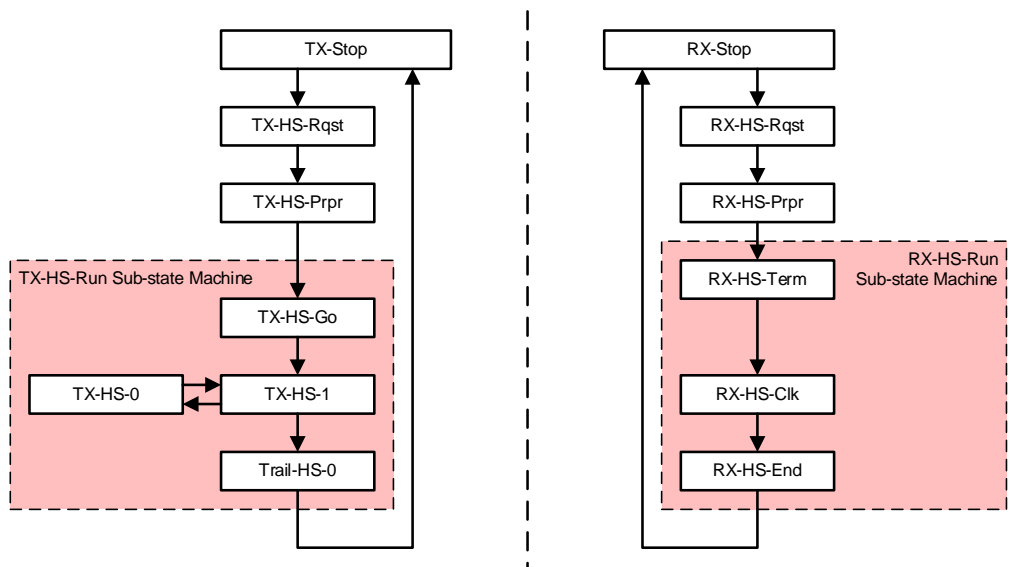 TX-Stop
TX-HS-Rqst
TX-HS-Prpr
TX-HS-Run Sub-state Machine
TX-HS-Go
TX-HS-0
TX-HS-1
Trail-HS-0
RX-Stop
RX-HS-Rqst
RX-HS-Prpr
RX-HS-Run
Sub-state Machine
RX-HS-Term
RX-HS-Clk
RX-HS-End